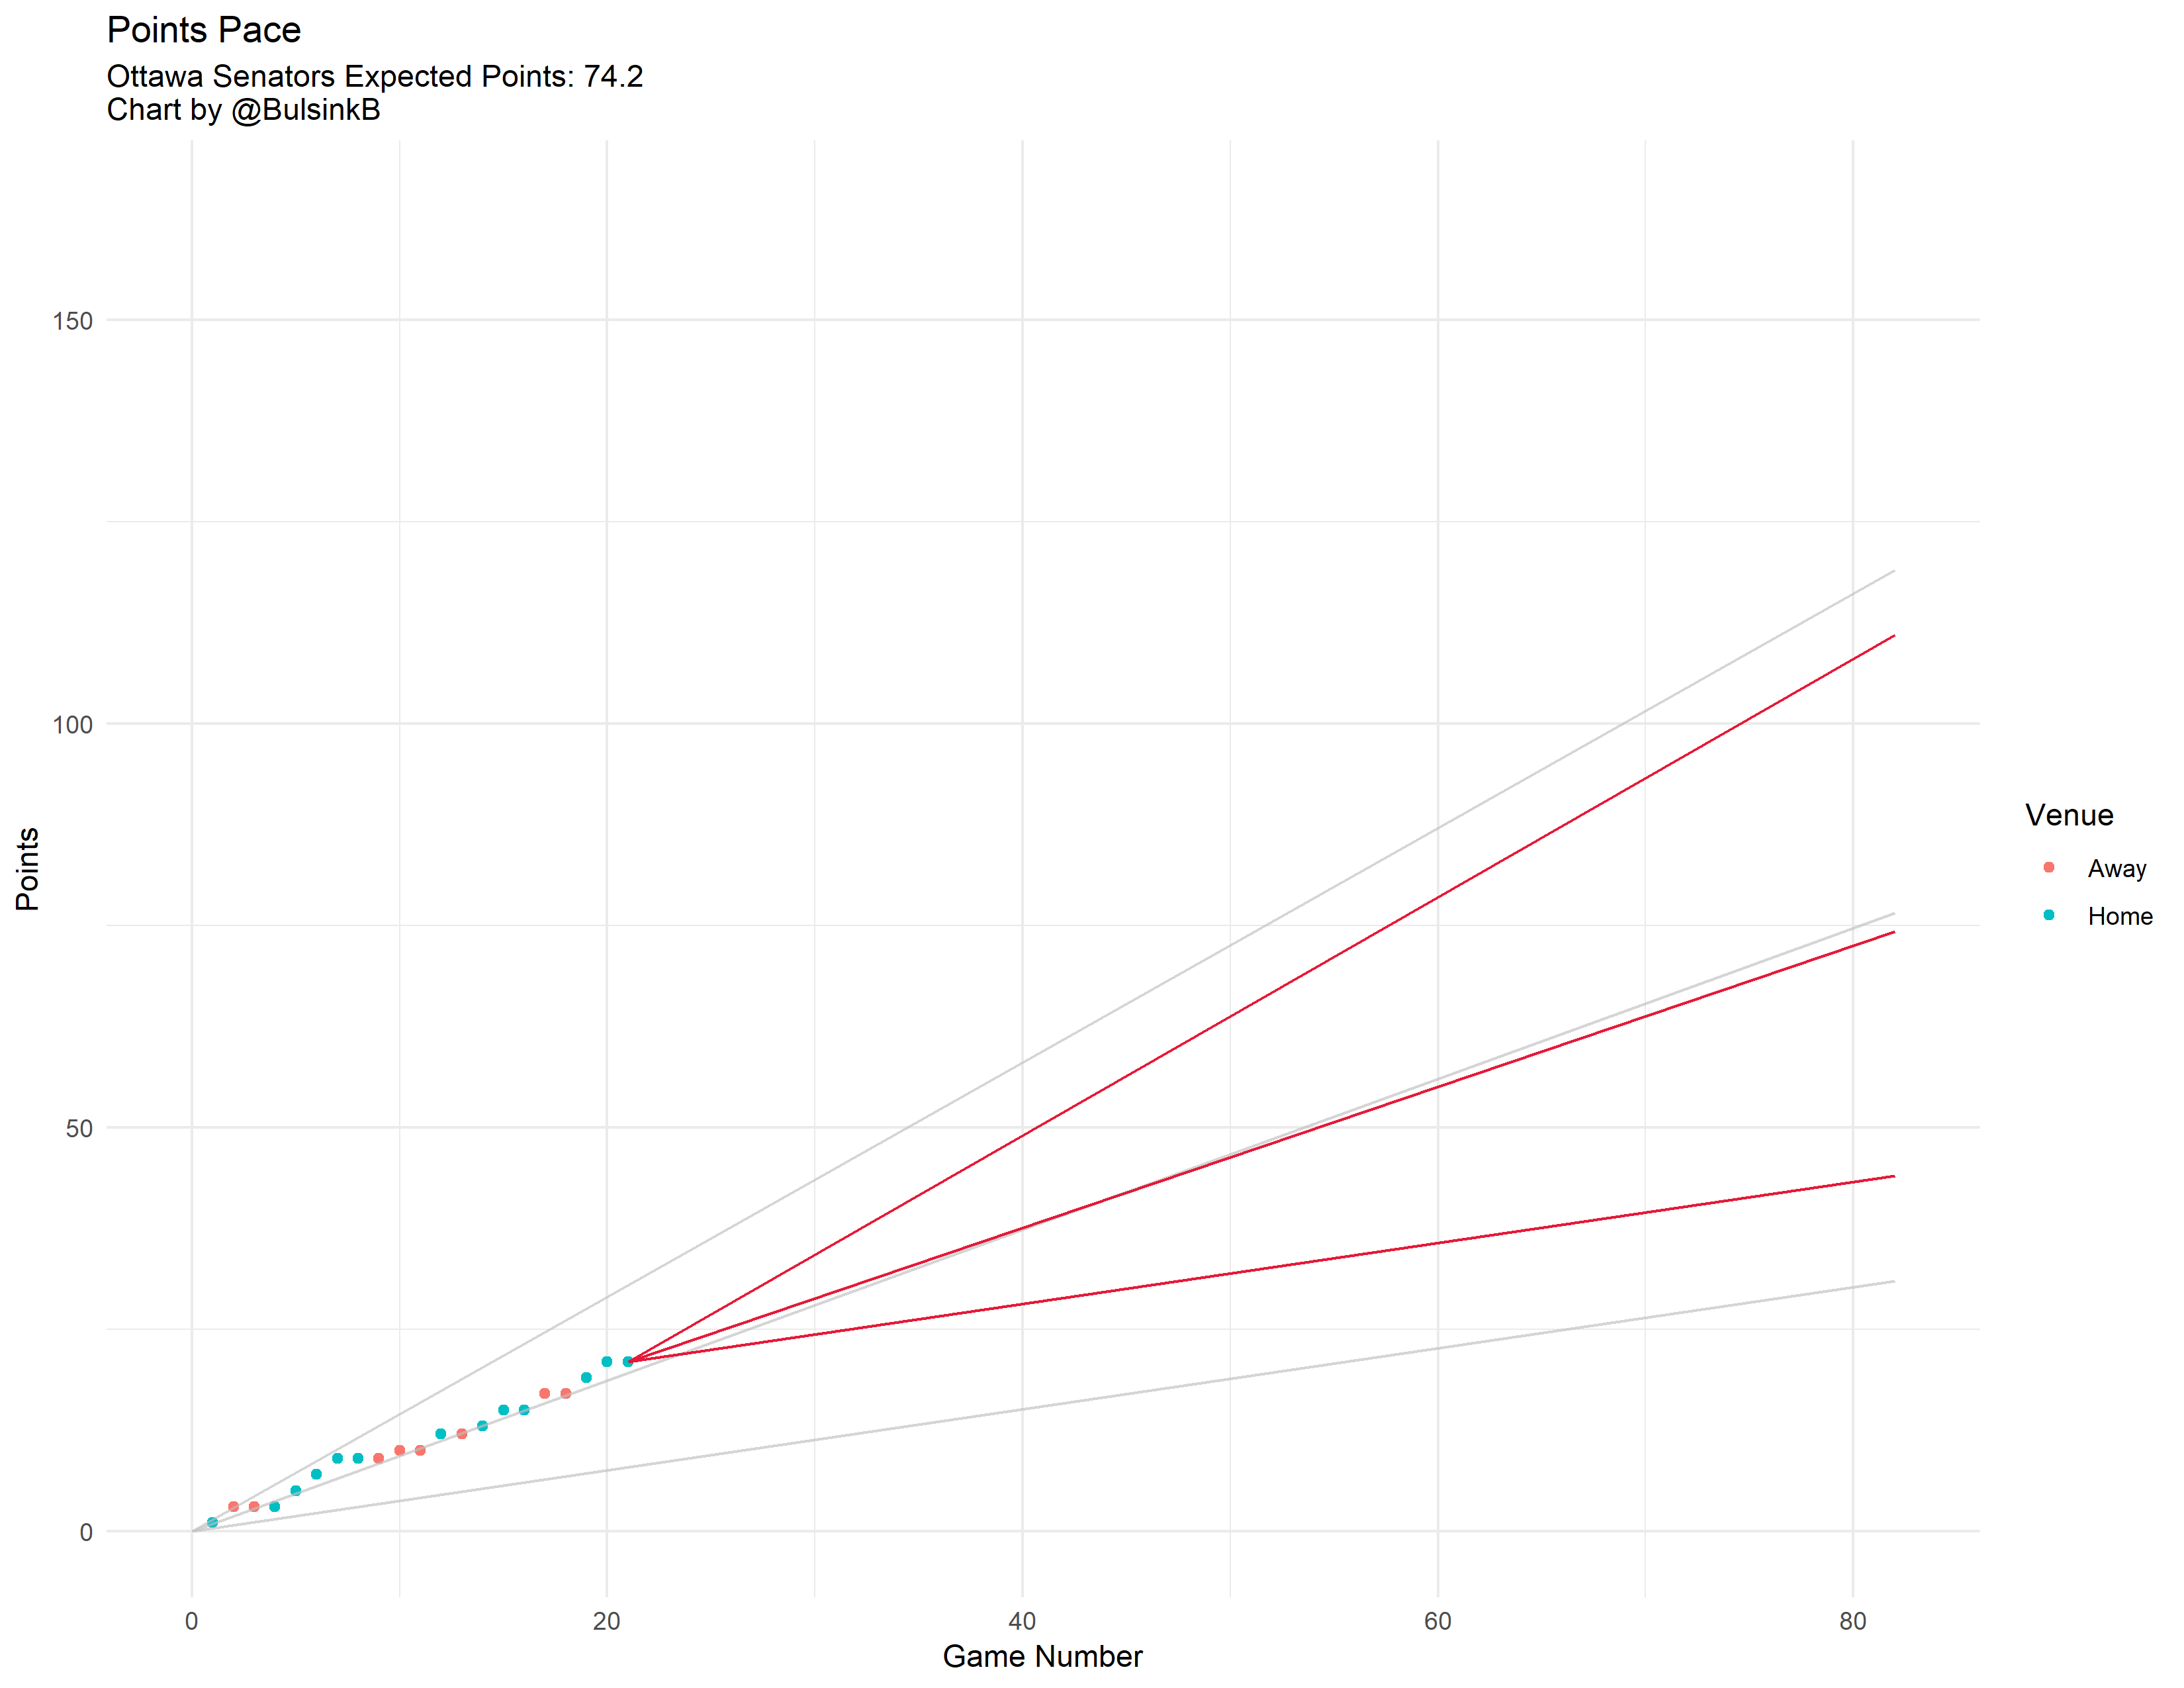 Points Pace
Ottawa Senators Expected Points: 74.2
Chart by @BulsinkB
150
100
50
0
Points
0 20 40 60 80
Game Number
Venue
Away
Home